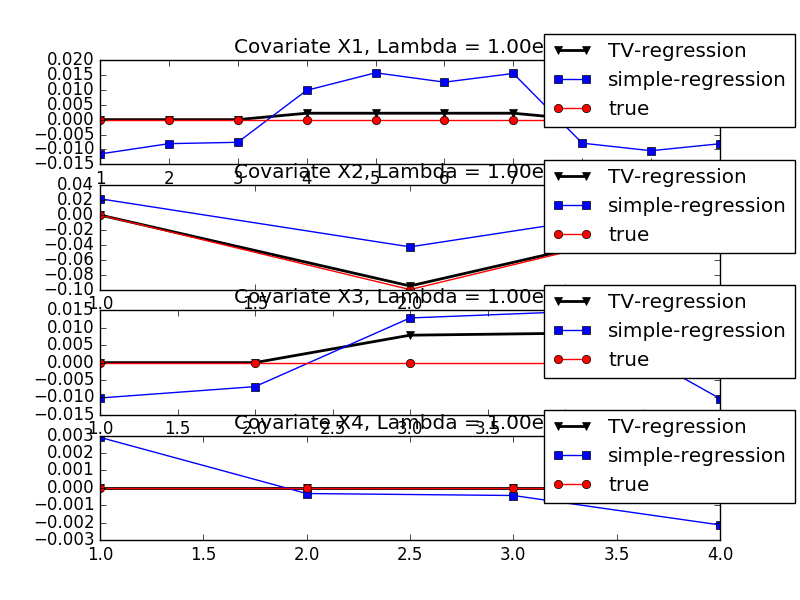 Covariate X1, Lambda = 1.00e
TV-regression
simple-regression
true
0.020
0.015
0.010
0.005
0.000
−0.005
−0.010
−0.015
1 2 3 4 5 6 7
Covariate X2, Lambda = 1.00e
TV-regression
simple-regression
true
0.04
0.02
0.00
−0.02
−0.04
−0.06
−0.08
−0.10
1.0 1.5 2.0
Covariate X3, Lambda = 1.00e
TV-regression
simple-regression
true
0.015
0.010
0.005
0.000
−0.005
−0.010
−0.015
1.0 1.5 2.0 2.5 3.0 3.5
Covariate X4, Lambda = 1.00e
TV-regression
simple-regression
true
0.003
0.002
0.001
0.000
−0.001
−0.002
−0.003
1.0 1.5 2.0 2.5 3.0 3.5 4.0